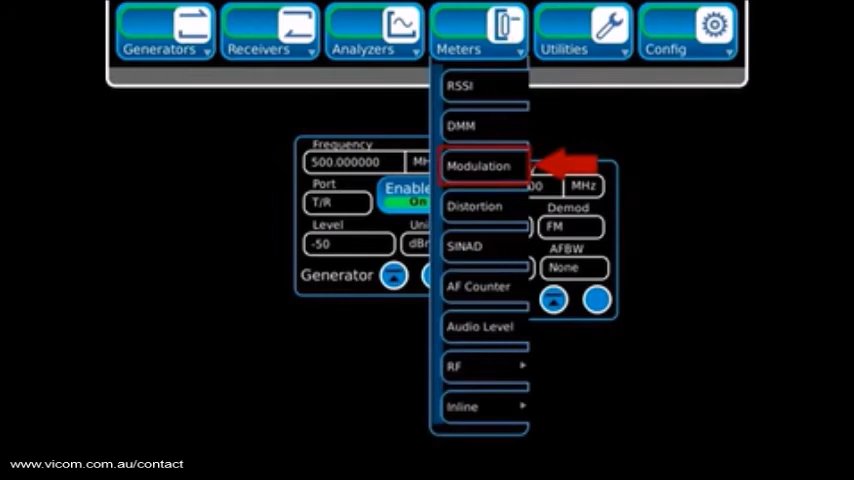 Generators Receivers Analyzers Meters Utilities Config
RSSI
DMM
Modulation
Distortion
SINAD
AF Counter
Audio Level
RF
Inline
Frequency
500.000000
Port
T/R
Enable
On
Level
-50
Generator
00 MHz
Demod
FM
AFBW
None
www.vicom.com.au/contact